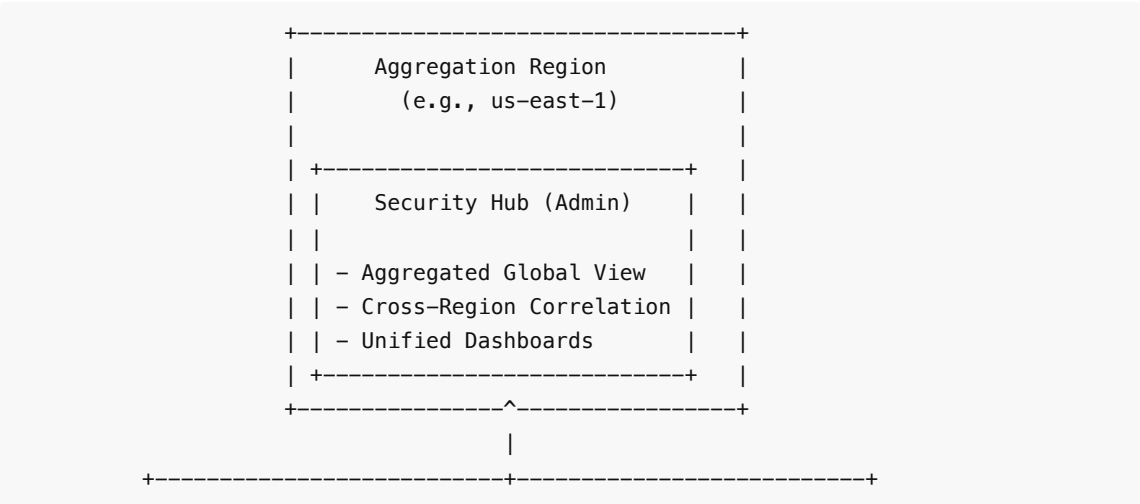 +----------------------------------+
|      Aggregation Region          |
|        (e.g., us-east-1)         |
|                                  |
| +----------------------------+   |
| |    Security Hub (Admin)    |   |
| |                            |   |
| | - Aggregated Global View   |   |
| | - Cross-Region Correlation |   |
| | - Unified Dashboards       |   |
| +----------------------------+   |
+----------------^-----------------+
|
+----------------------------+---------------------------+